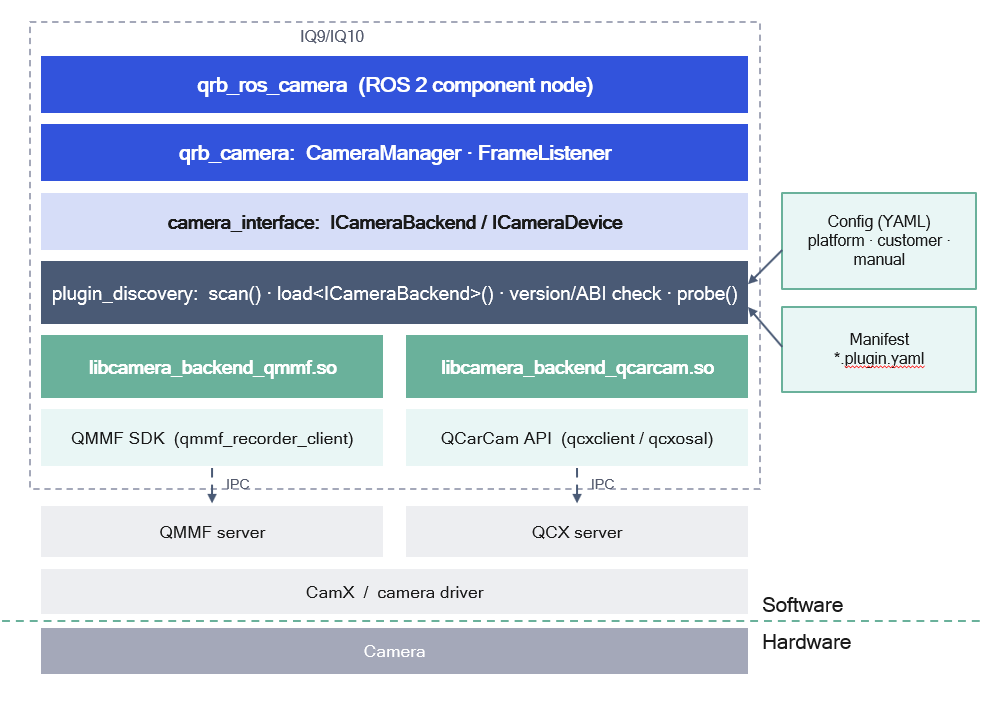 IQ9/IQ10
qrb_ros_camera (ROS 2 component node)
qrb_camera: CameraManager · FrameListener
camera_interface: ICameraBackend / ICameraDevice
plugin_discovery: scan() · load<ICameraBackend>() · version/ABI check · probe()
Config (YAML)
platform · customer ·
manual
Manifest
*.plugin.yaml
libcamera_backend_qmmf.so
libcamera_backend_qcarcam.so
QMMF SDK (qmmf_recorder_client)
QCarCam API (qcxclient / qcxosal)
IPC
IPC
QMMF server
QCX server
CamX / camera driver
Software
Hardware
Camera